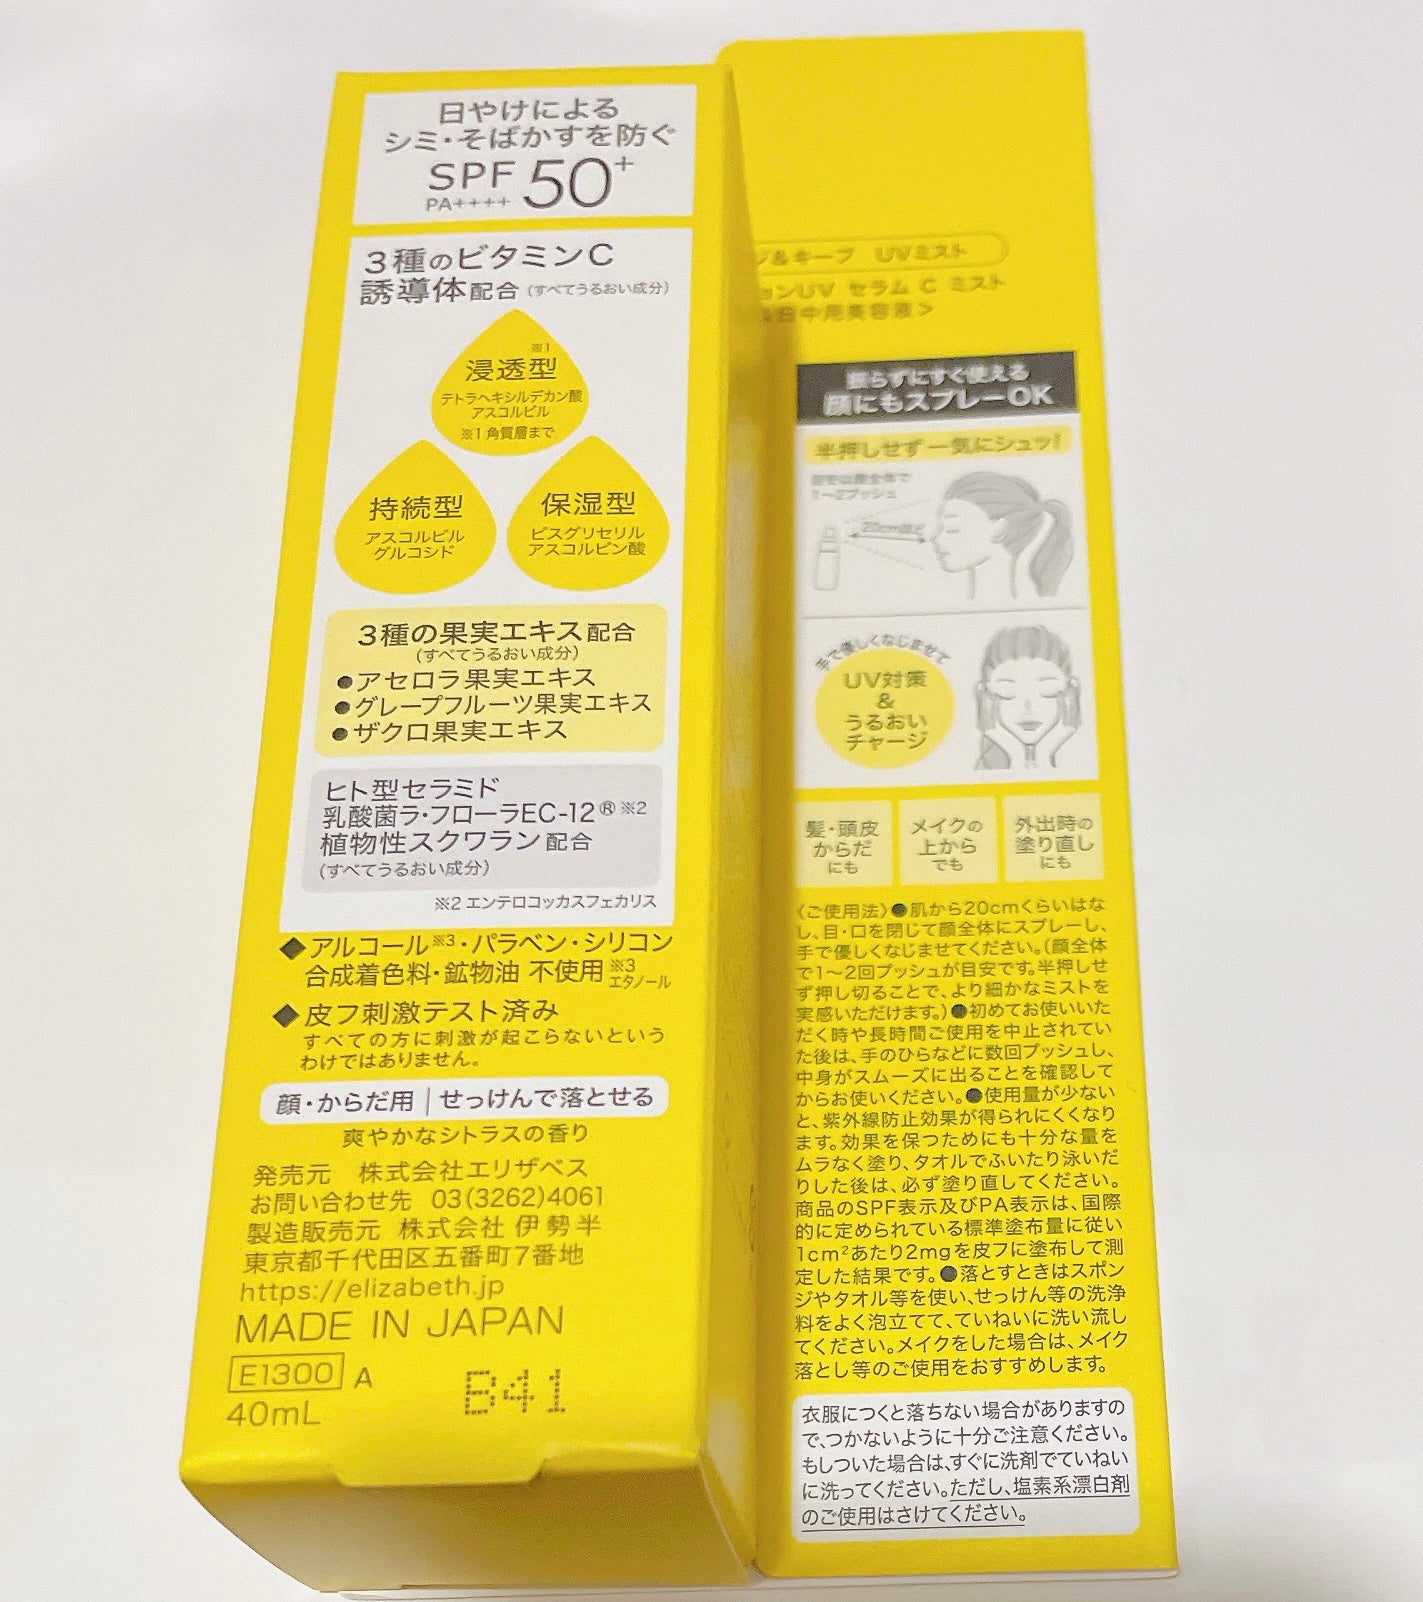 日やけによる
シミ・そばかすを防ぐ
SPF 50+
PA++++
3種のビタミンC
誘導体配合(すべてうるおい成分)
※1
浸透型
テトラヘキシルデカン酸
アスコルビル
※1 角質層まで
持続型
アスコルビル
グルコシド
保湿型
ビスグリセリル
アスコルビン酸
3種の果実エキス配合
(すべてうるおい成分)
●アセロラ果実エキス
●グレープフルーツ果実エキス
●ザクロ果実エキス
ヒト型セラミド
乳酸菌ラ・フローラEC-12®※2
植物性スクワラン配合
(すべてうるおい成分)
※2 エンテロコッカスフェカリス
◆アルコール※3・パラベン・シリコン
合成着色料・鉱物油 不使用 ※3 エタノール
◆皮フ刺激テスト済み
すべての方に刺激が起こらないという
わけではありません。
顔・からだ用|せっけんで落とせる
爽やかなシトラスの香り
発売元 株式会社エリザベス
お問い合わせ先 03(3262)4061
製造販売元 株式会社 伊勢半
東京都千代田区五番町7番地
https://elizabeth.jp
MADE IN JAPAN
E1300 A
B41
40mL
&キープ UVミスト
ンUV セラム C ミスト
日中用美容液>
振らずにすぐ使える
顔にもスプレーOK
半押しせず一気にシュッ!
目安は顔全体で
1〜2プッシュ
20cmほど
手で優しくなじませて
UV対策
&
うるおい
チャージ
髪・頭皮
からだ
にも
メイクの
上から
でも
外出時の
塗り直し
にも
〈ご使用法〉●肌から20cmくらいはな
し、目・口を閉じて顔全体にスプレーし、
手で優しくなじませてください。(顔全体
で1〜2回プッシュが目安です。半押しせ
ず押し切ることで、より細かなミストを
実感いただけます。)●初めてお使いいた
だく時や長時間ご使用を中止されてい
た後は、手のひらなどに数回プッシュし、
中身がスムーズに出ることを確認して
からお使いください。●使用量が少ない
と、紫外線防止効果が得られにくくなり
ます。効果を保つためにも十分な量を
ムラなく塗り、タオルでふいたり泳いだ
りした後は、必ず塗り直してください。
商品のSPF表示及びPA表示は、国際
的に定められている標準塗布量に従い
1cm²あたり2mgを皮フに塗布して測
定した結果です。●落とすときはスポン
ジやタオル等を使い、せっけん等の洗浄
料をよく泡立てて、ていねいに洗い流し
てください。メイクをした場合は、メイク
落とし等のご使用をおすすめします。
衣服につくと落ちない場合がありますの
で、つかないように十分ご注意ください。
もしついた場合は、すぐに洗剤でていねい
に洗ってください。ただし、塩素系漂白剤
のご使用はさけてください。